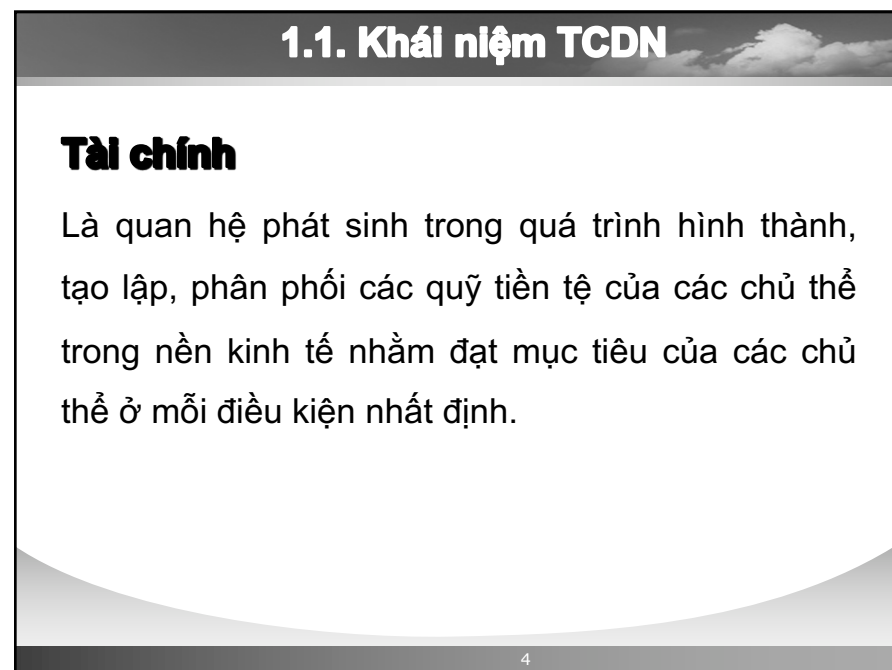 1.1. Khái niệm TCDN
Tài chính
Là quan hệ phát sinh trong quá trình hình thành,
tạo lập, phân phối các quỹ tiền tệ của các chủ thể
trong nền kinh tế nhằm đạt mục tiêu của các chủ
thể ở mỗi điều kiện nhất định.
4